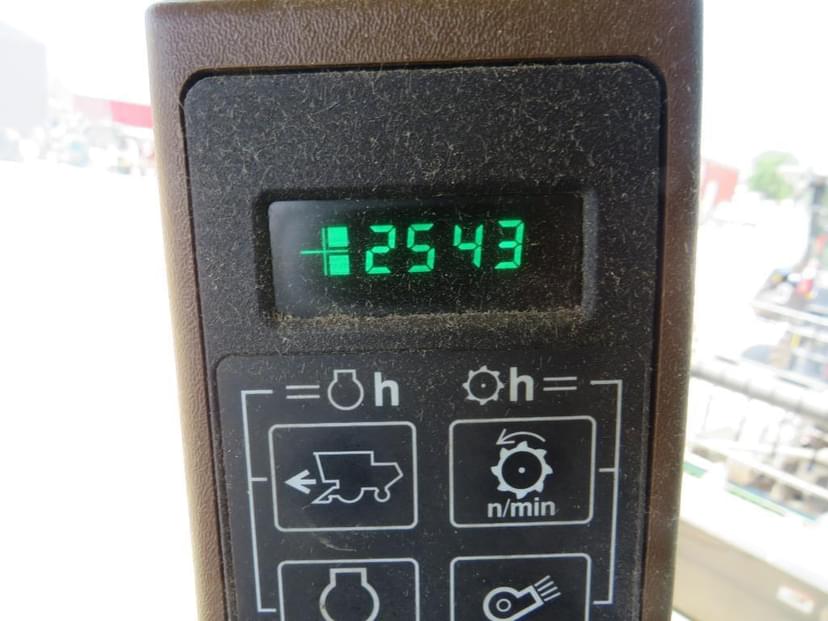 2543
=h h=
n/min